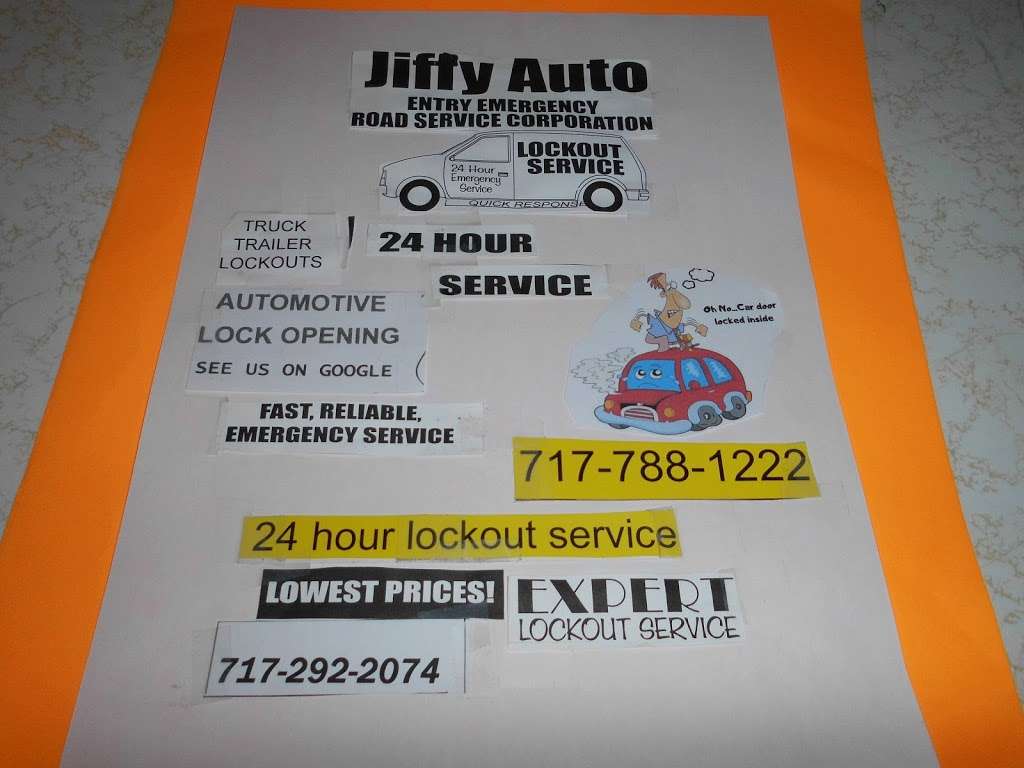 Jiffy Auto
ENTRY EMERGENCY
ROAD SERVICE CORPORATION
LOCKOUT
SERVICE
24 Hour
Emergency
Service
QUICK RESPONSE
TRUCK
TRAILER
LOCKOUTS
24 HOUR
SERVICE
AUTOMOTIVE
LOCK OPENING
SEE US ON GOOGLE
Oh No...Car door
locked inside
FAST, RELIABLE,
EMERGENCY SERVICE
717-788-1222
24 hour lockout service
LOWEST PRICES!
EXPERT
LOCKOUT SERVICE
717-292-2074